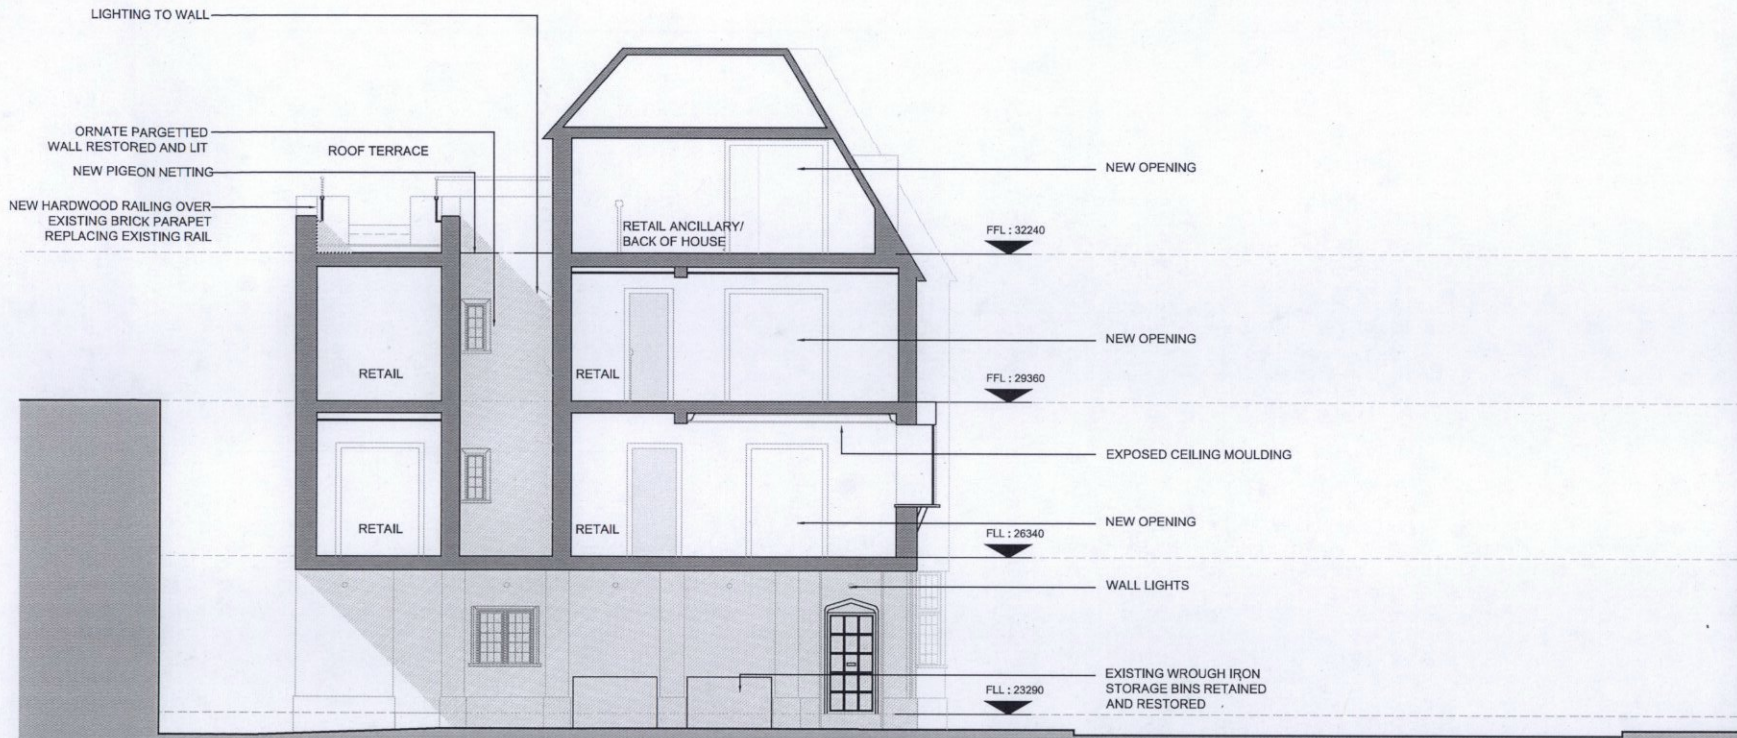 LIGHTING TO WALL
ORNATE PARGETTED
WALL RESTORED AND LIT
NEW PIGEON NETTING
NEW HARDWOOD RAILING OVER
EXISTING BRICK PARAPET
REPLACING EXISTING RAIL
ROOF TERRACE
RETAIL ANCILLARY/
BACK OF HOUSE
NEW OPENING
FFL : 32240
RETAIL
RETAIL
NEW OPENING
FFL : 29360
EXPOSED CEILING MOULDING
RETAIL
RETAIL
NEW OPENING
FLL : 26340
WALL LIGHTS
EXISTING WROUGH IRON
STORAGE BINS RETAINED
AND RESTORED
FLL : 23290